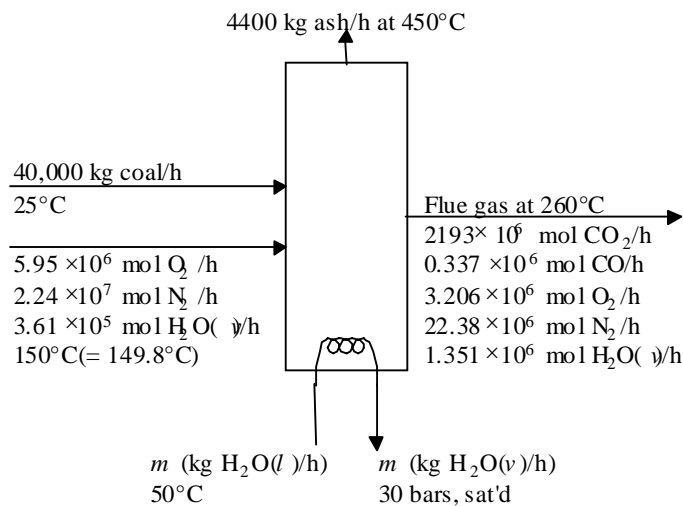 4400 kg ash/h at 450°C
40,000 kg coal/h
25°C
5.95 ×10⁶ mol O₂ /h
2.24 ×10⁷ mol N₂ /h
3.61 ×10⁵ mol H₂O( v)/h
150°C(= 149.8°C)
Flue gas at 260°C
2193× 10⁶ mol CO₂/h
0.337 ×10⁶ mol CO/h
3.206 ×10⁶ mol O₂ /h
22.38 ×10⁶ mol N₂ /h
1.351 ×10⁶ mol H₂O( v)/h
m (kg H₂O(l )/h)
50°C
m (kg H₂O(v)/h)
30 bars, sat'd